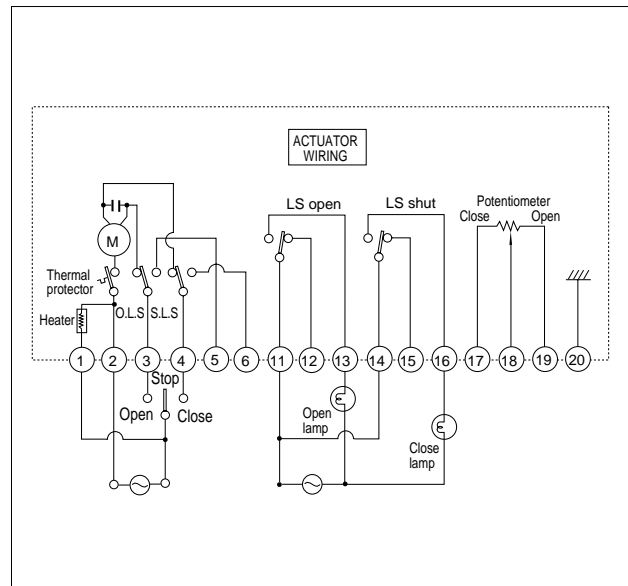 ACTUATOR
WIRING
LS open
LS shut
Potentiometer
Close
Open
M
Thermal
protector
O.L.S
S.L.S
Heater
1
2
3
4
5
6
11
12
13
14
15
16
17
18
19
20
Stop
Open
Close
Open
lamp
Close
lamp